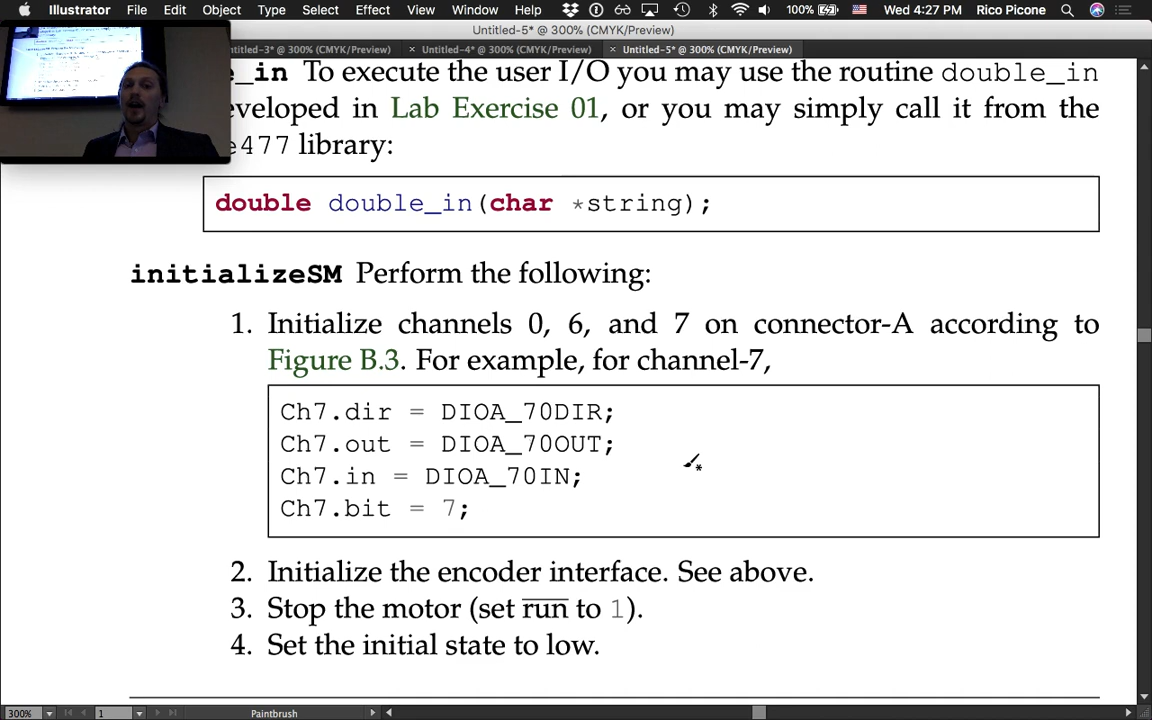 Illustrator File Edit Object Type Select Effect View Window Help 100% Wed 4:27 PM Rico Picone
Untitled-5* @ 300% (CMYK/Preview)
ntitled-3* @ 300% (CMYK/Preview) × Untitled-4* @ 300% (CMYK/Preview) × Untitled-5* @ 300% (CMYK/Preview)
e_in To execute the user I/O you may use the routine double_in
eveloped in Lab Exercise 01, or you may simply call it from the
e477 library:
double double_in(char *string);
initializeSM Perform the following:
1. Initialize channels 0, 6, and 7 on connector-A according to
Figure B.3. For example, for channel-7,
Ch7.dir = DIOA_70DIR;
Ch7.out = DIOA_70OUT;
Ch7.in = DIOA_70IN;
Ch7.bit = 7;
2. Initialize the encoder interface. See above.
3. Stop the motor (set r̅u̅n̅ to 1).
4. Set the initial state to low.
300% 1 Paintbrush